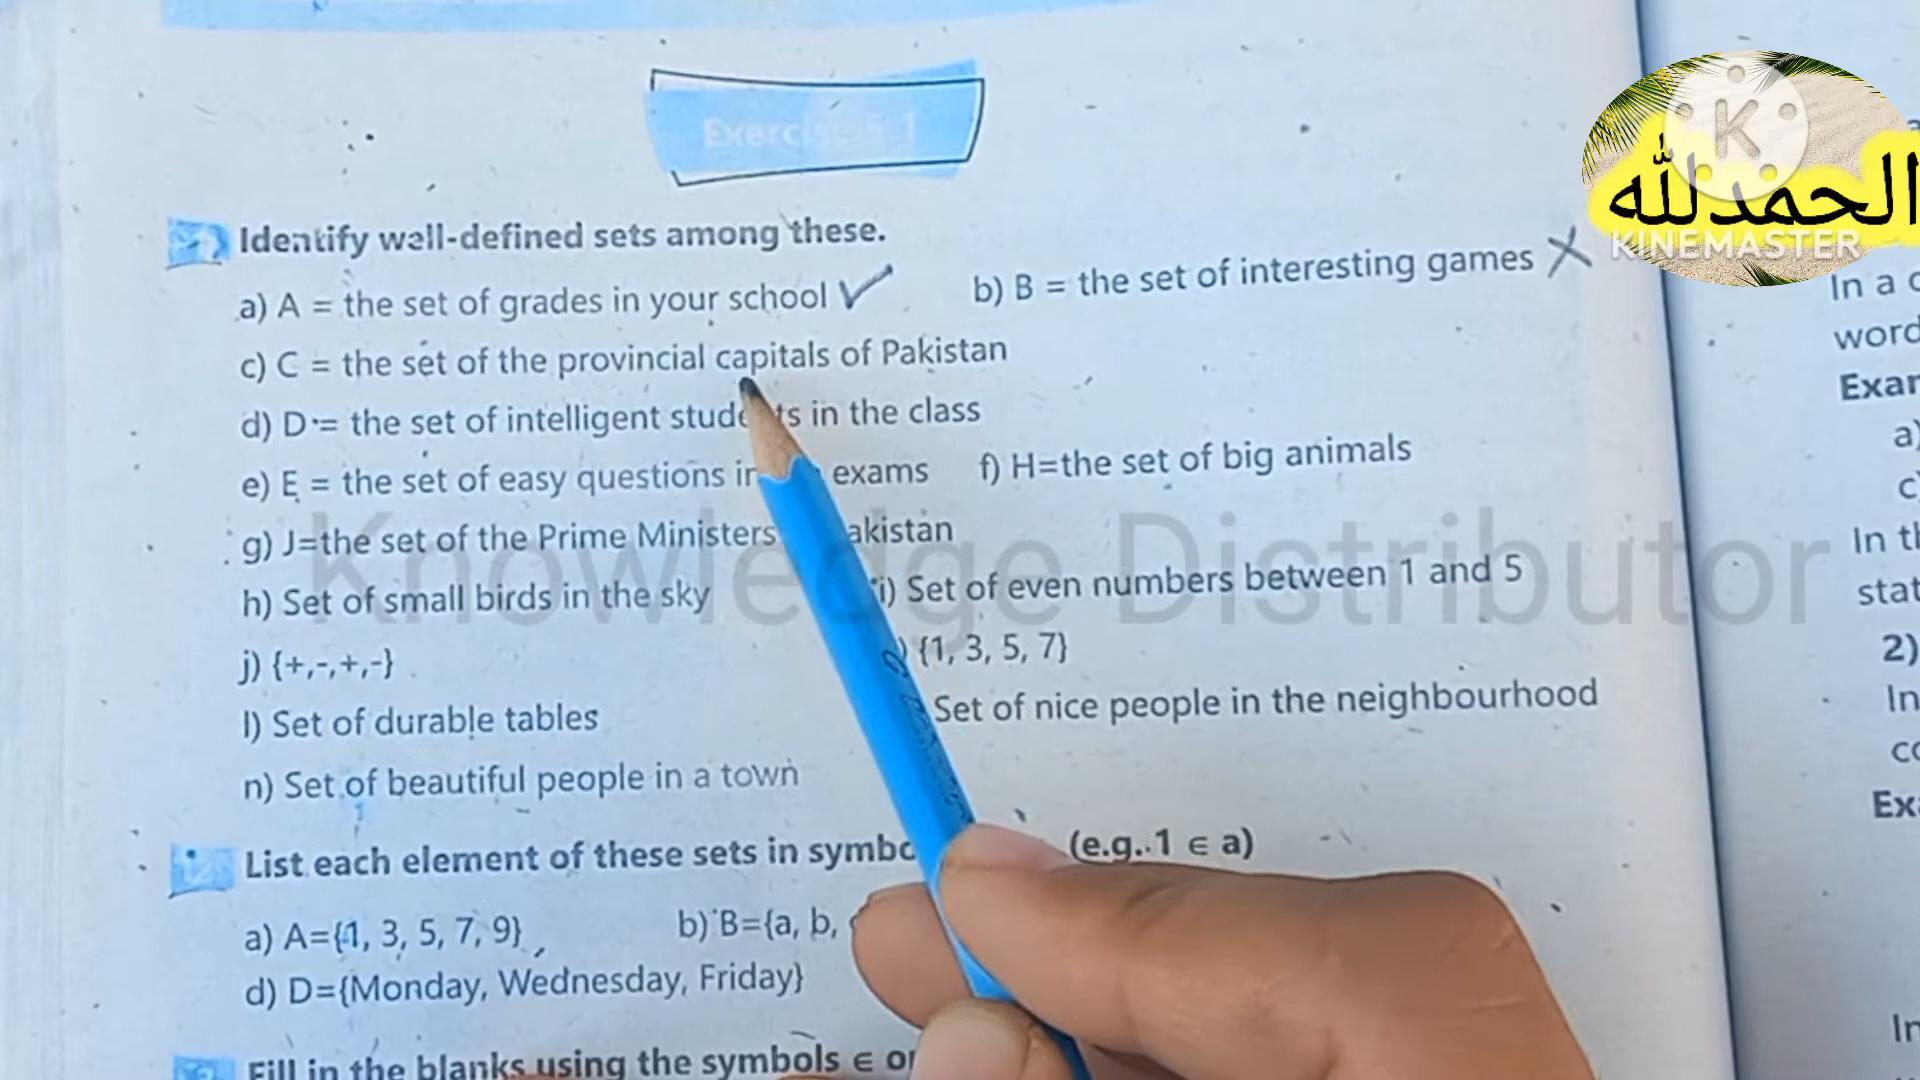 Exercise 5.1
Identify well-defined sets among these.
a) A = the set of grades in your school ✓
b) B = the set of interesting games ✗
c) C = the set of the provincial capitals of Pakistan
d) D = the set of intelligent students in the class
e) E = the set of easy questions in exams
f) H=the set of big animals
g) J=the set of the Prime Ministers akistan
h) Set of small birds in the sky
i) Set of even numbers between 1 and 5
j) {+,-,+,-}
) {1, 3, 5, 7}
l) Set of durable tables
Set of nice people in the neighbourhood
n) Set of beautiful people in a town
List each element of these sets in symbo (e.g. 1 ∈ a)
a) A={1, 3, 5, 7, 9}
b) B={a, b,
d) D={Monday, Wednesday, Friday}
Fill in the blanks using the symbols ∈ or
Knowledge Distributor
K
الحمدلله
KINEMASTER
In a
word
Exam
a)
c)
In th
stat
2)
In
Ex
In